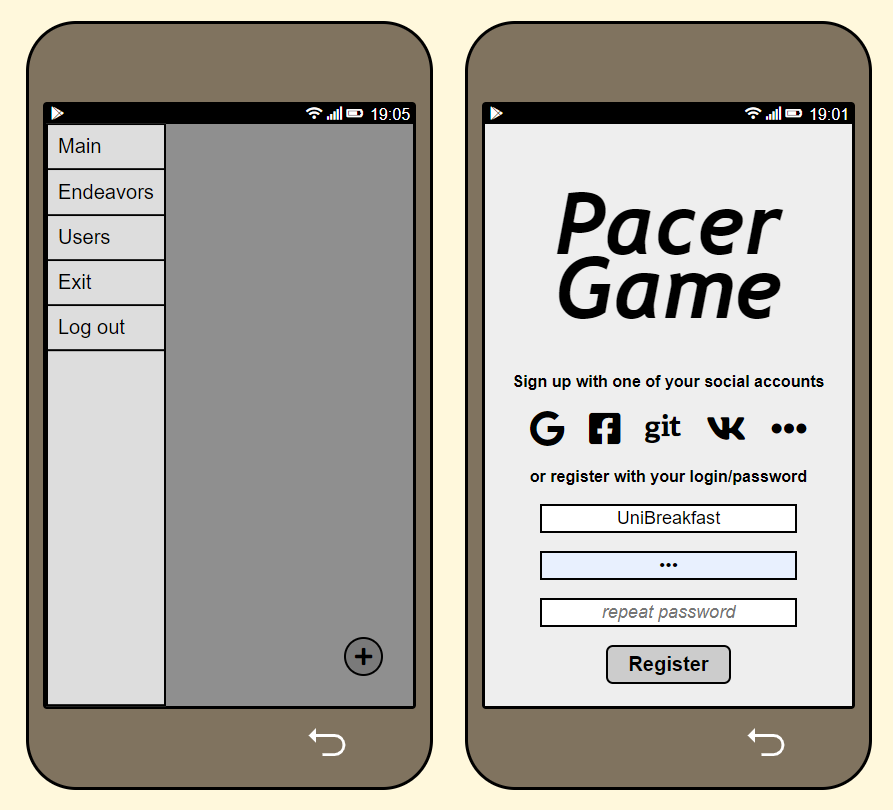 19:05
Main
Endeavors
Users
Exit
Log out
19:01
Pacer
Game
Sign up with one of your social accounts
git
or register with your login/password
UniBreakfast
•••
repeat password
Register